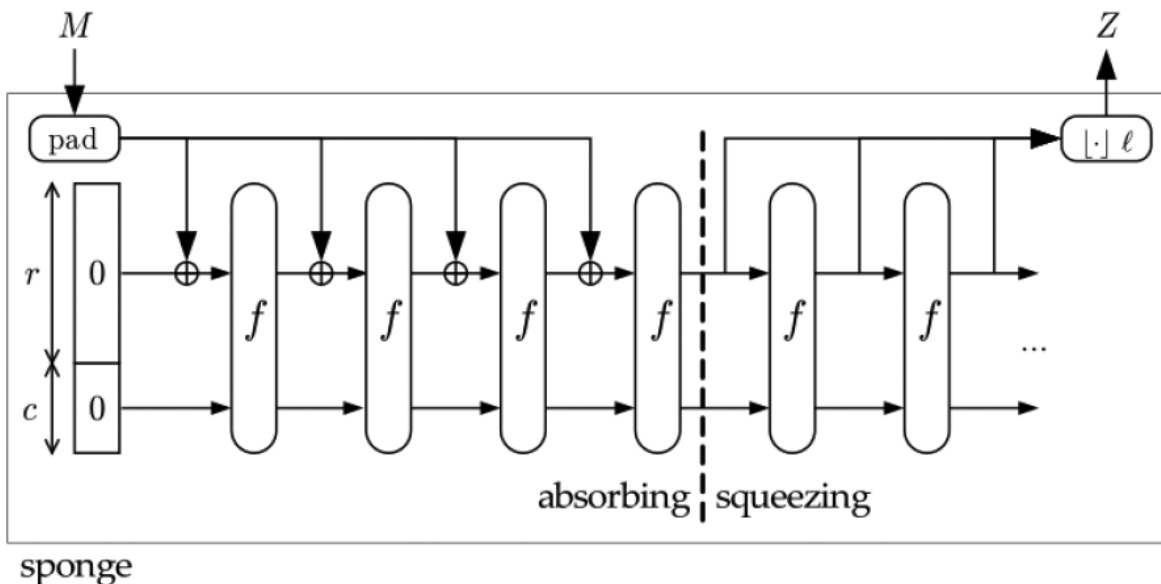 M Z
pad ⌊·⌋ ℓ
r 0 f f f f f f
c 0 ...
absorbing squeezing
sponge